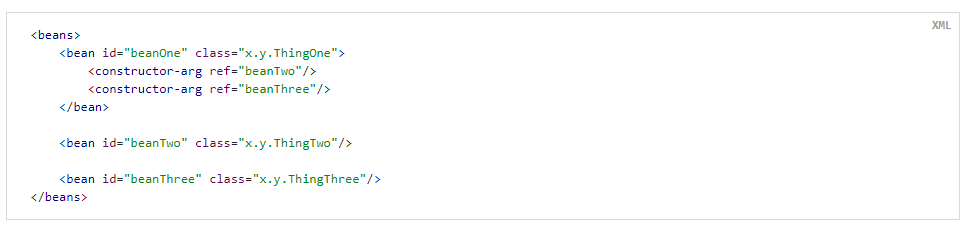 XML
<beans>
    <bean id="beanOne" class="x.y.ThingOne">
        <constructor-arg ref="beanTwo"/>
        <constructor-arg ref="beanThree"/>
    </bean>

    <bean id="beanTwo" class="x.y.ThingTwo"/>

    <bean id="beanThree" class="x.y.ThingThree"/>
</beans>